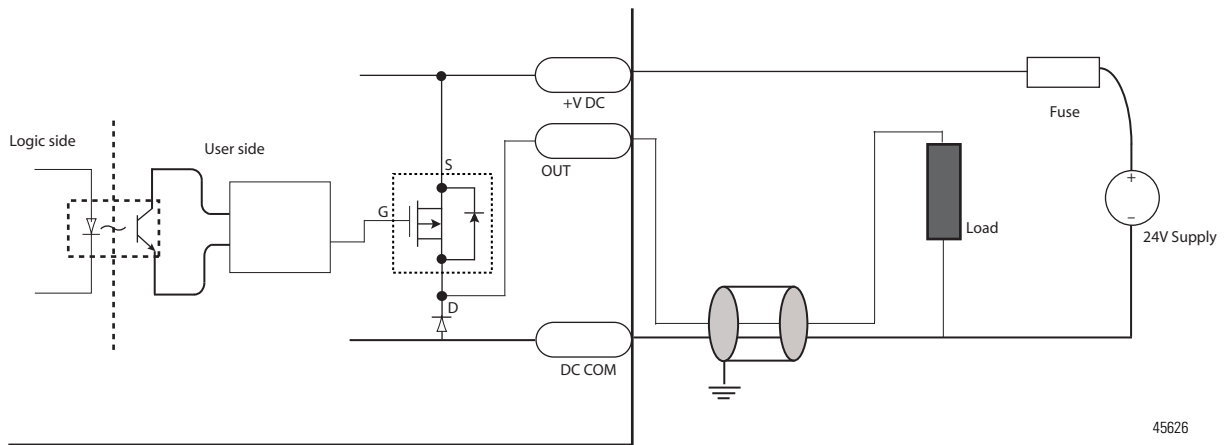 +V DC
Fuse
Logic side
User side
OUT
S
G
Load
+
−
24V Supply
D
DC COM
45626